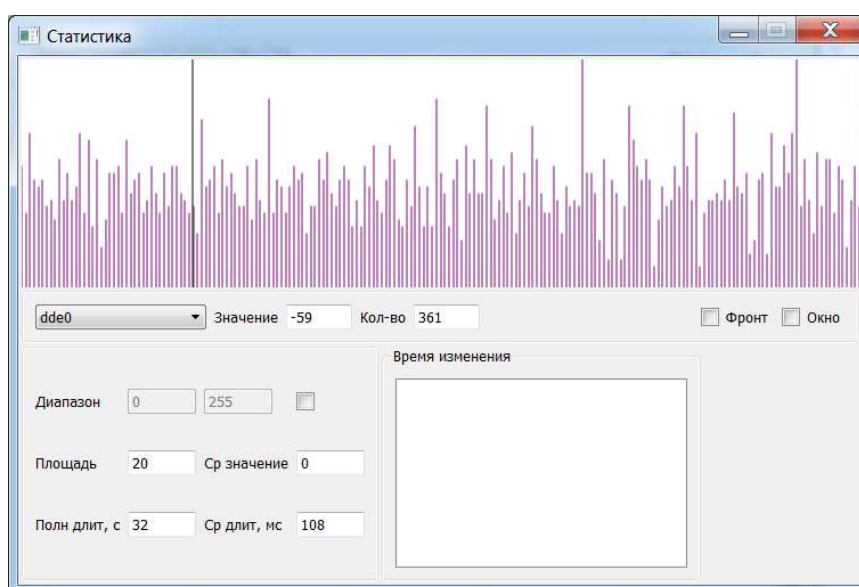 Статистика
dde0 Значение -59 Кол-во 361 Фронт Окно
Время изменения
Диапазон 0 255
Площадь 20 Ср значение 0
Полн длит, с 32 Ср длит, мс 108